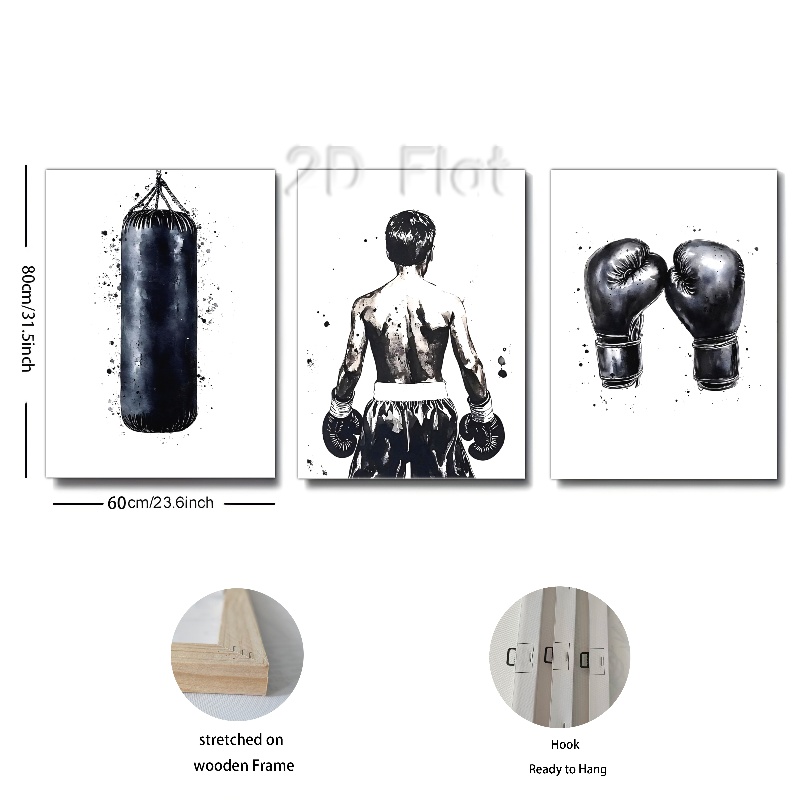 2D Flat
80cm/31.5inch
60cm/23.6inch
stretched on
wooden Frame
Hook
Ready to Hang